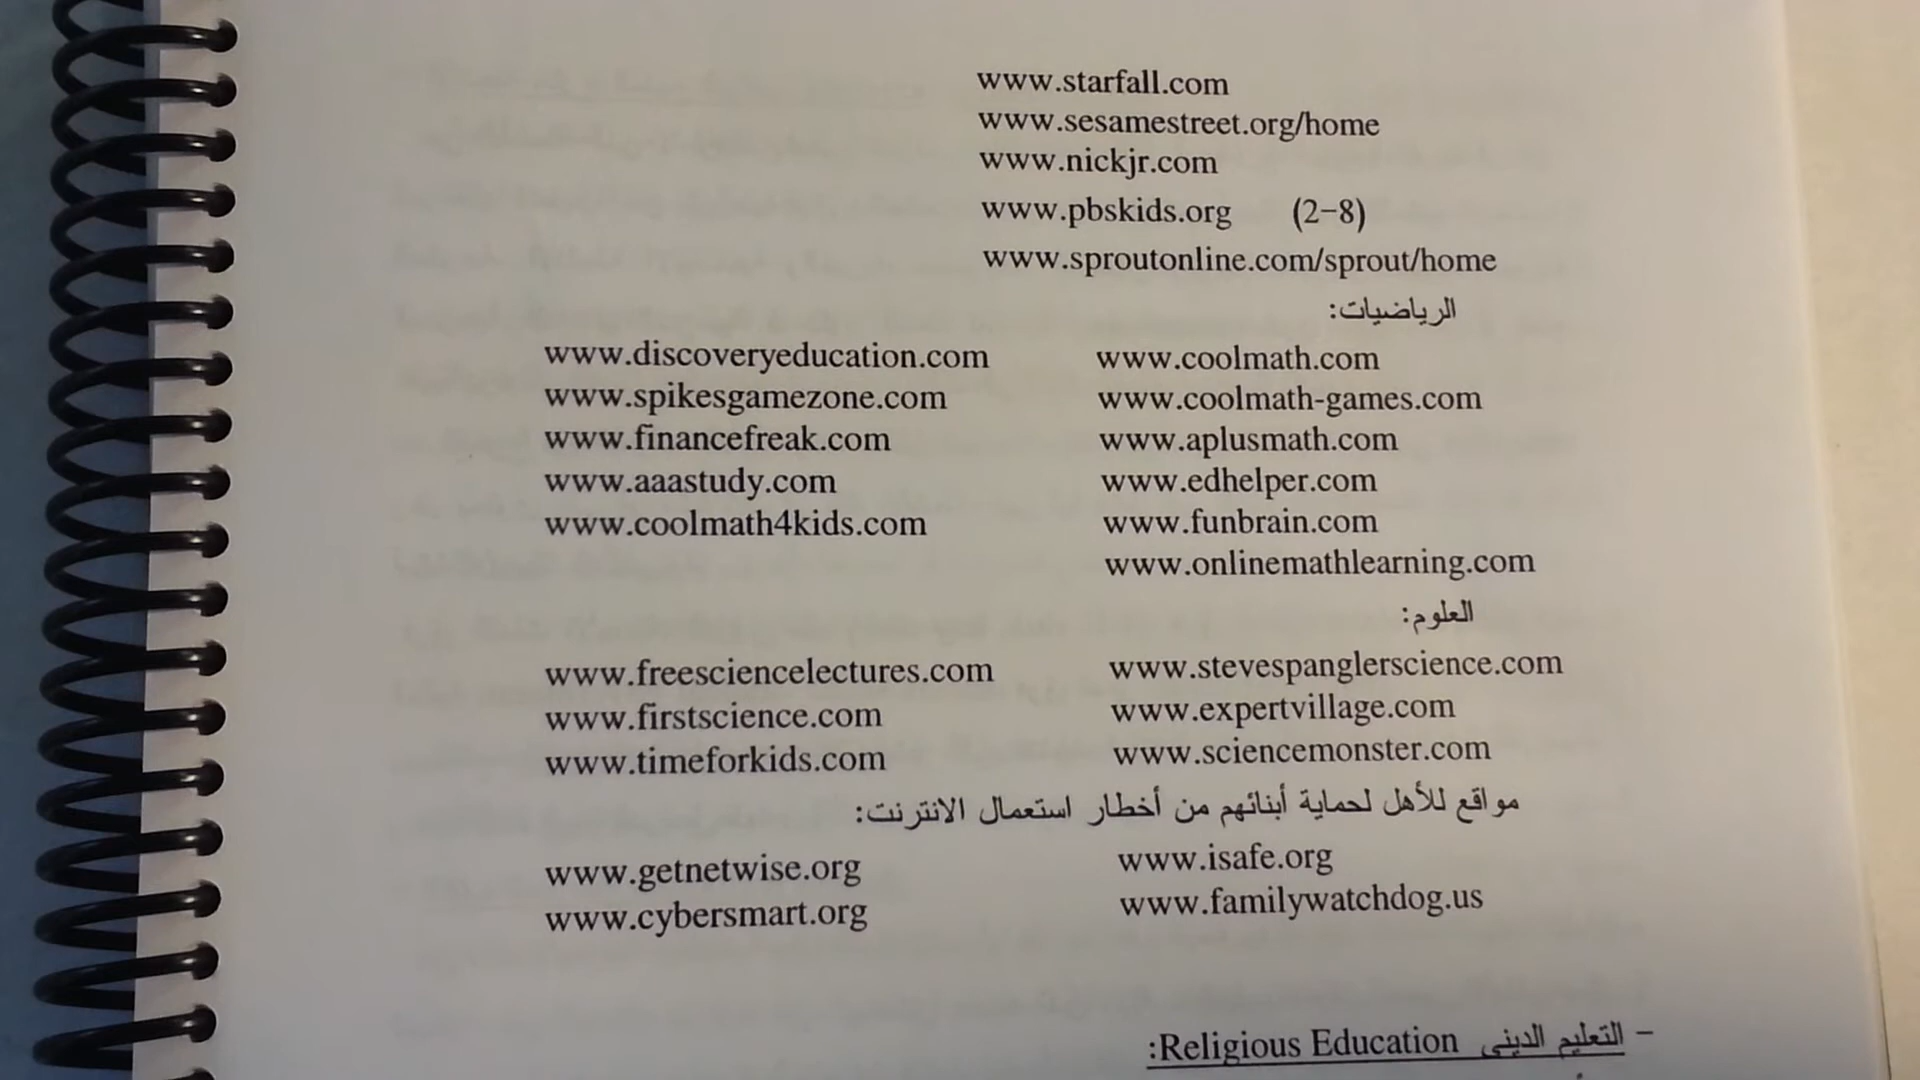 www.starfall.com
www.sesamestreet.org/home
www.nickjr.com
www.pbskids.org (2-8)
www.sproutonline.com/sprout/home
الرياضيات:
www.discoveryeducation.com www.coolmath.com
www.spikesgamezone.com www.coolmath-games.com
www.financefreak.com www.aplusmath.com
www.aaastudy.com www.edhelper.com
www.coolmath4kids.com www.funbrain.com
www.onlinemathlearning.com
العلوم:
www.freesciencelectures.com www.stevespanglerscience.com
www.firstscience.com www.expertvillage.com
www.timeforkids.com www.sciencemonster.com
مواقع للأهل لحماية أبنائهم من أخطار استعمال الانترنت:
www.getnetwise.org www.isafe.org
www.cybersmart.org www.familywatchdog.us
– التعليم الديني Religious Education: